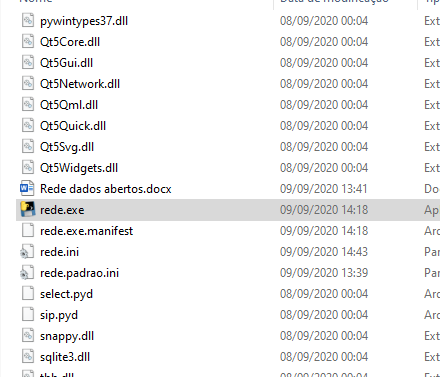 Nome Data de modificação Tip
pywintypes37.dll 08/09/2020 00:04 Ext
Qt5Core.dll 08/09/2020 00:04 Ext
Qt5Gui.dll 08/09/2020 00:04 Ext
Qt5Network.dll 08/09/2020 00:04 Ext
Qt5Qml.dll 08/09/2020 00:04 Ext
Qt5Quick.dll 08/09/2020 00:04 Ext
Qt5Svg.dll 08/09/2020 00:04 Ext
Qt5Widgets.dll 08/09/2020 00:04 Ext
Rede dados abertos.docx 09/09/2020 13:41 Do
rede.exe 09/09/2020 14:18 Ap
rede.exe.manifest 09/09/2020 14:18 Arc
rede.ini 09/09/2020 14:43 Par
rede.padrao.ini 09/09/2020 13:39 Par
select.pyd 08/09/2020 00:04 Arc
sip.pyd 08/09/2020 00:04 Arc
snappy.dll 08/09/2020 00:04 Ext
sqlite3.dll 08/09/2020 00:04 Ext
tbb.dll 08/09/2020 00:04 Ext